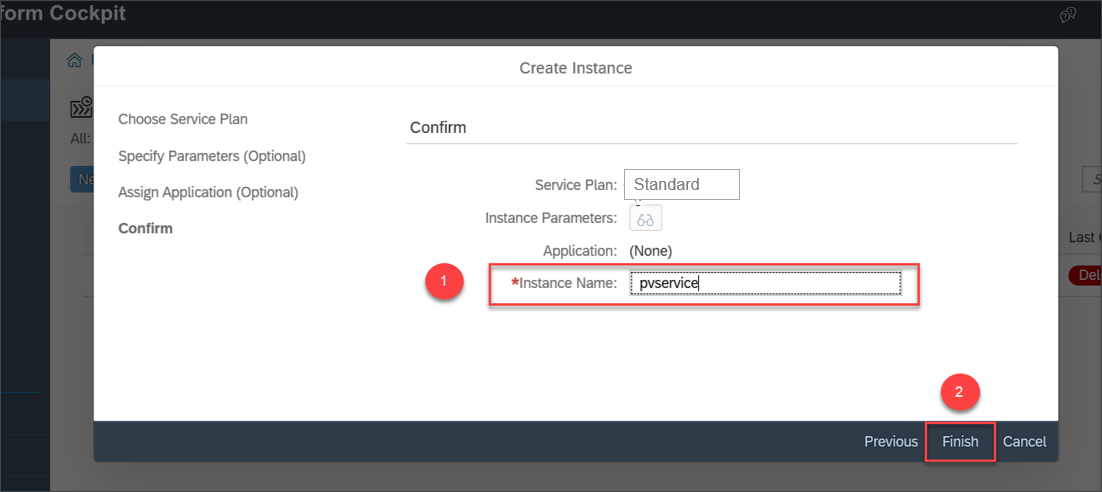 form Cockpit
Create Instance
Choose Service Plan
Specify Parameters (Optional)
Assign Application (Optional)
Confirm
Confirm
Service Plan: Standard
Instance Parameters:
Application: (None)
1
*Instance Name: pvservice
2
Previous Finish Cancel
All:
Ne
S
Last
Del